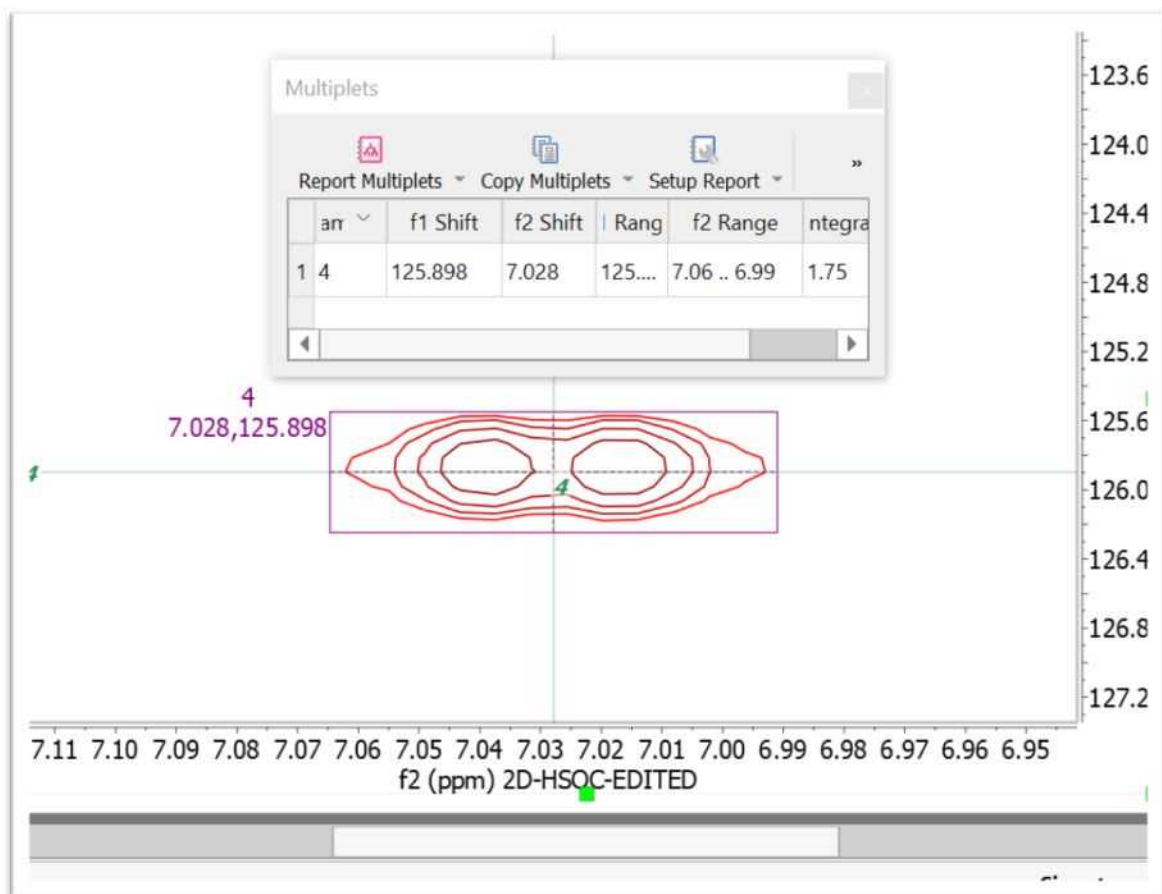 Multiplets
Report Multiplets Copy Multiplets Setup Report »
an f1 Shift f2 Shift Rang f2 Range ntegra
1 4 125.898 7.028 125.... 7.06 .. 6.99 1.75
4
7.028,125.898
4
4
123.6
124.0
124.4
124.8
125.2
125.6
126.0
126.4
126.8
127.2
7.11 7.10 7.09 7.08 7.07 7.06 7.05 7.04 7.03 7.02 7.01 7.00 6.99 6.98 6.97 6.96 6.95
f2 (ppm) 2D-HSQC-EDITED